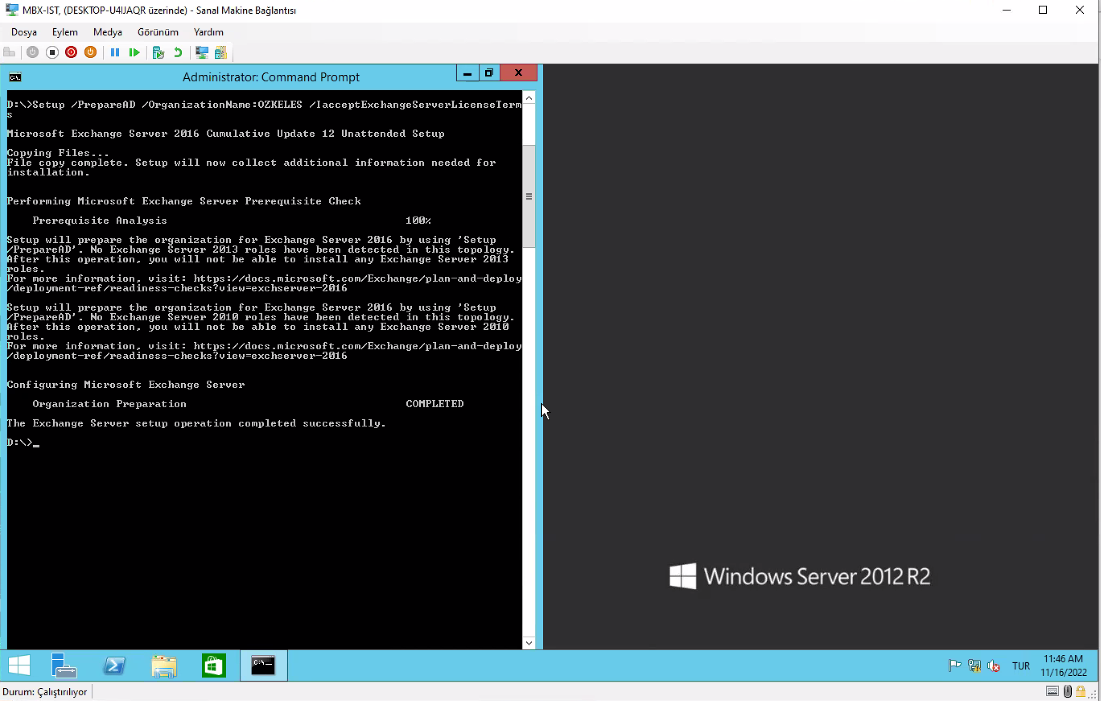 MBX-IST, (DESKTOP-U4IJAQR üzerinde) - Sanal Makine Bağlantısı
Dosya Eylem Medya Görünüm Yardım
Administrator: Command Prompt
D:\>Setup /PrepareAD /OrganizationName:OZKELES /IacceptExchangeServerLicenseTerm
s
Microsoft Exchange Server 2016 Cumulative Update 12 Unattended Setup
Copying Files...
File copy complete. Setup will now collect additional information needed for
installation.
Performing Microsoft Exchange Server Prerequisite Check
Prerequisite Analysis 100%
Setup will prepare the organization for Exchange Server 2016 by using 'Setup
/PrepareAD'. No Exchange Server 2013 roles have been detected in this topology.
After this operation, you will not be able to install any Exchange Server 2013
roles.
For more information, visit: https://docs.microsoft.com/Exchange/plan-and-deploy
/deployment-ref/readiness-checks?view=exchserver-2016
Setup will prepare the organization for Exchange Server 2016 by using 'Setup
/PrepareAD'. No Exchange Server 2010 roles have been detected in this topology.
After this operation, you will not be able to install any Exchange Server 2010
roles.
For more information, visit: https://docs.microsoft.com/Exchange/plan-and-deploy
/deployment-ref/readiness-checks?view=exchserver-2016
Configuring Microsoft Exchange Server
Organization Preparation COMPLETED
The Exchange Server setup operation completed successfully.
D:\>_
Windows Server 2012 R2
TUR
11:46 AM
11/16/2022
Durum: Çalıştırılıyor